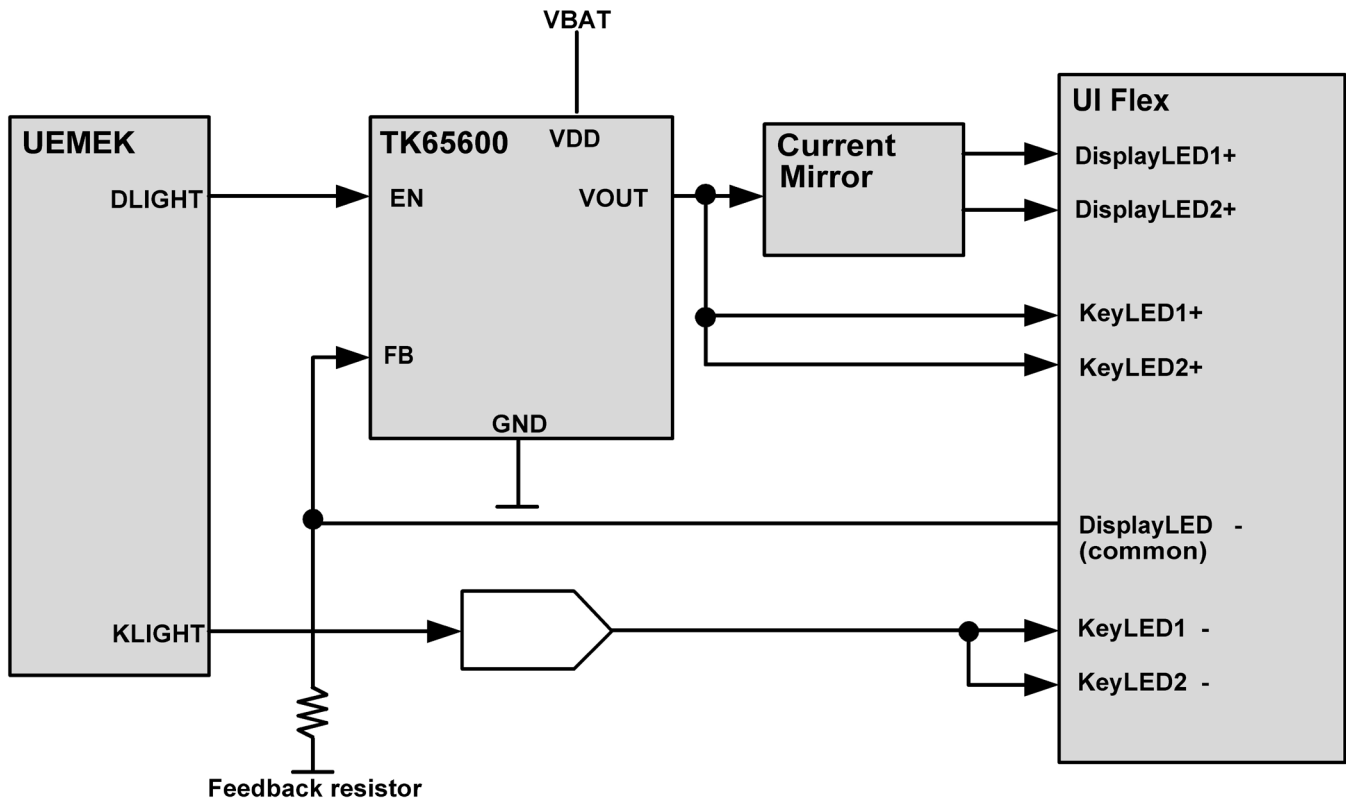 VBAT
UEMEK
DLIGHT
KLIGHT
TK65600
VDD
EN
VOUT
FB
GND
Current
Mirror
UI Flex
DisplayLED1+
DisplayLED2+
KeyLED1+
KeyLED2+
DisplayLED -
(common)
KeyLED1 -
KeyLED2 -
Feedback resistor